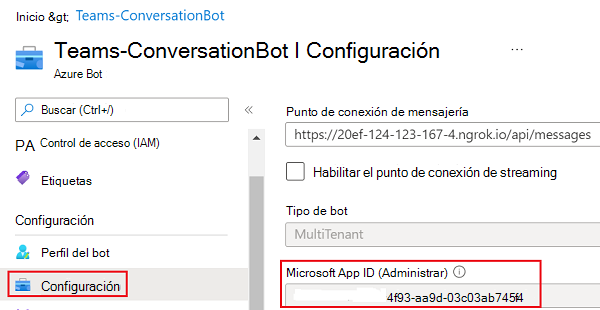 Inicio &gt; Teams-ConversationBot
Teams-ConversationBot | Configuración ...
Azure Bot
Buscar (Ctrl+/) «
PA Control de acceso (IAM)
Etiquetas
Configuración
Perfil del bot
Configuración
Punto de conexión de mensajería
https://20ef-124-123-167-4.ngrok.io/api/messages
Habilitar el punto de conexión de streaming
Tipo de bot
MultiTenant
Microsoft App ID (Administrar)
4f93-aa9d-03c03ab745f4